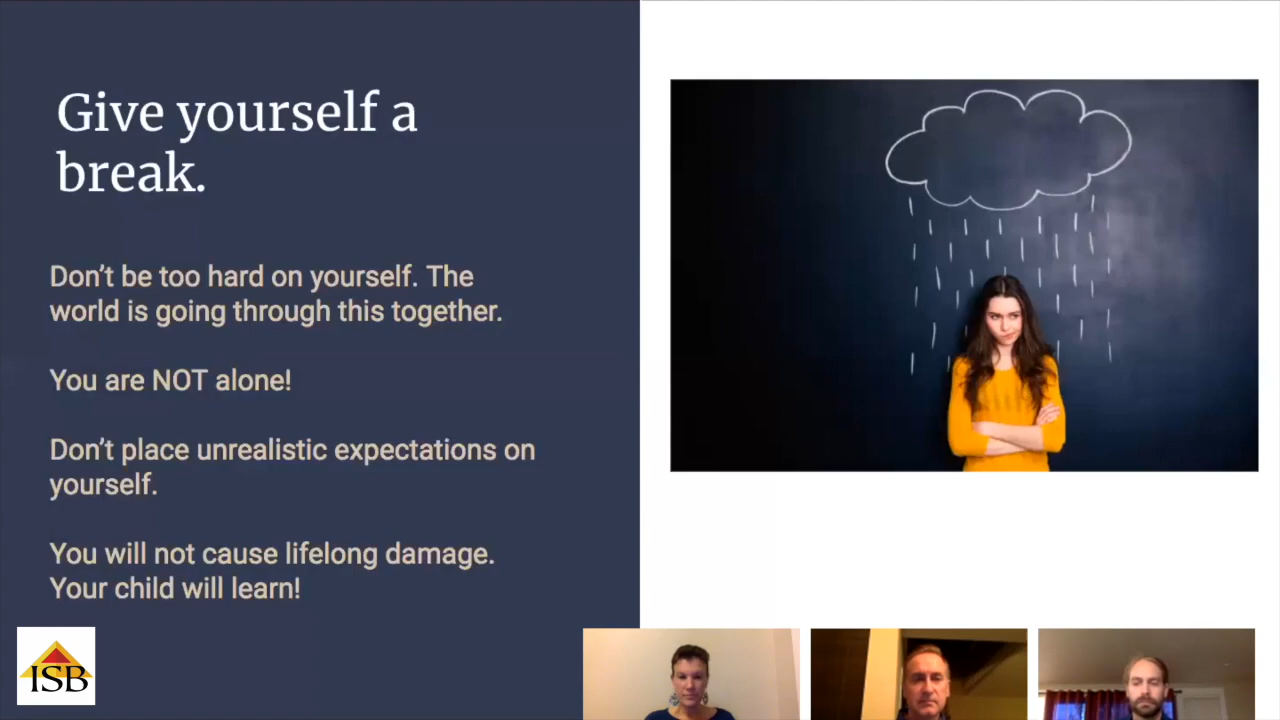 Give yourself a
break.
Don't be too hard on yourself. The
world is going through this together.
You are NOT alone!
Don't place unrealistic expectations on
yourself.
You will not cause lifelong damage.
Your child will learn!
ISB